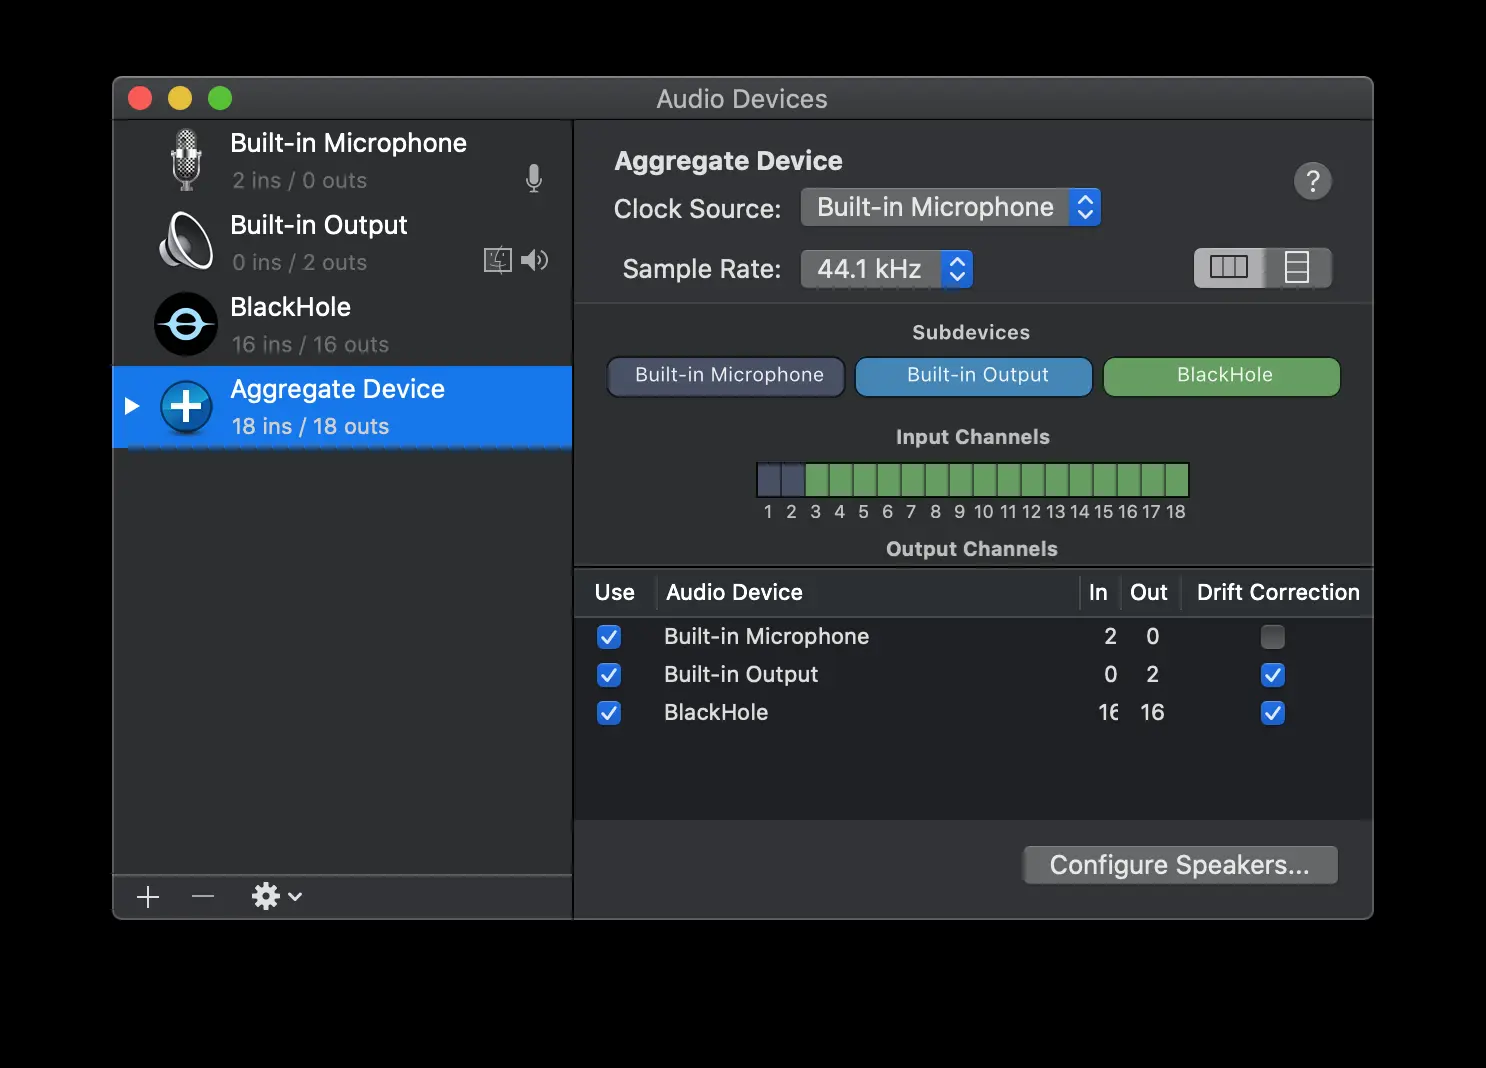 Audio Devices
Built-in Microphone
2 ins / 0 outs
Built-in Output
0 ins / 2 outs
BlackHole
16 ins / 16 outs
Aggregate Device
18 ins / 18 outs
Aggregate Device
?
Clock Source: Built-in Microphone
Sample Rate: 44.1 kHz
Subdevices
Built-in Microphone Built-in Output BlackHole
Input Channels
1 2 3 4 5 6 7 8 9 10 11 12 13 14 15 16 17 18
Output Channels
Use Audio Device In Out Drift Correction
Built-in Microphone 2 0
Built-in Output 0 2
BlackHole 16 16
Configure Speakers...